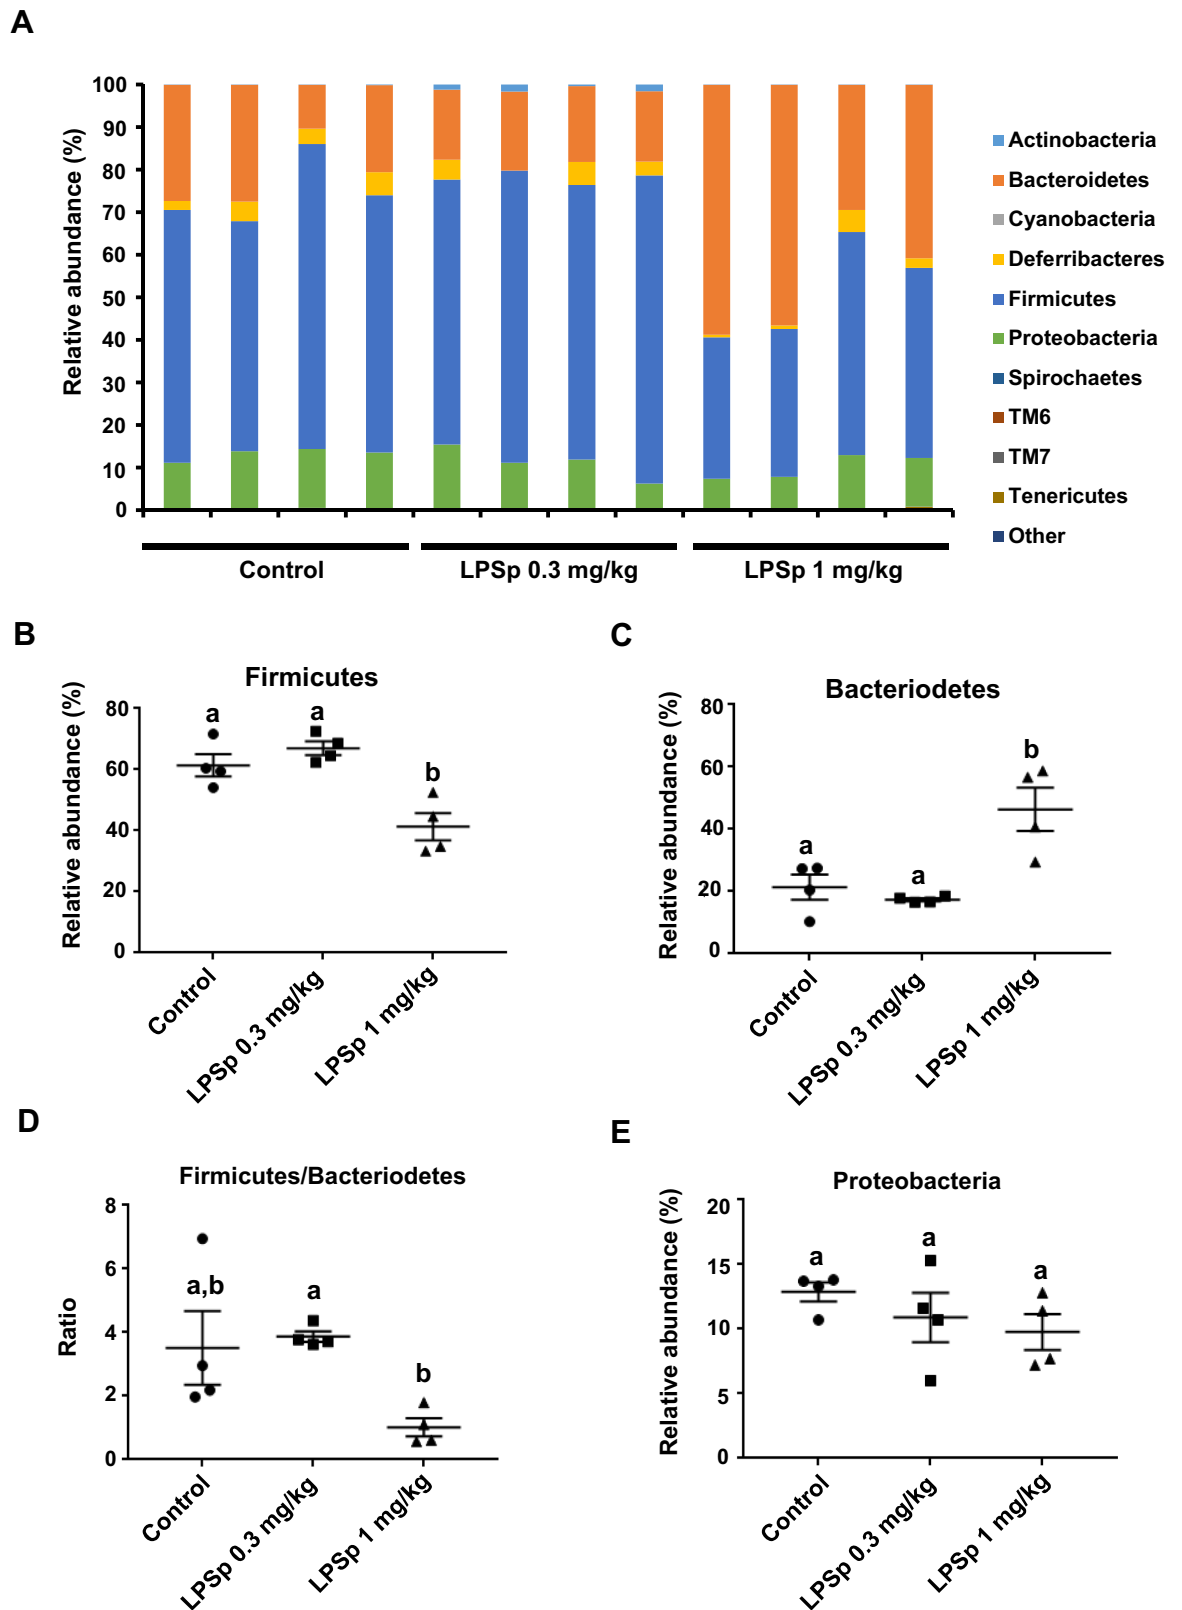 A
Relative abundance (%)
100
90
80
70
60
50
40
30
20
10
0
Control
LPSp 0.3 mg/kg
LPSp 1 mg/kg
Actinobacteria
Bacteroidetes
Cyanobacteria
Deferribacteres
Firmicutes
Proteobacteria
Spirochaetes
TM6
TM7
Tenericutes
Other
B
Firmicutes
Relative abundance (%)
80
60
40
20
0
a
a
b
Control
LPSp 0.3 mg/kg
LPSp 1 mg/kg
C
Bacteriodetes
Relative abundance (%)
80
60
40
20
0
a
a
b
Control
LPSp 0.3 mg/kg
LPSp 1 mg/kg
D
Firmicutes/Bacteriodetes
Ratio
8
6
4
2
0
a,b
a
b
Control
LPSp 0.3 mg/kg
LPSp 1 mg/kg
E
Proteobacteria
Relative abundance (%)
20
15
10
5
0
a
a
a
Control
LPSp 0.3 mg/kg
LPSp 1 mg/kg